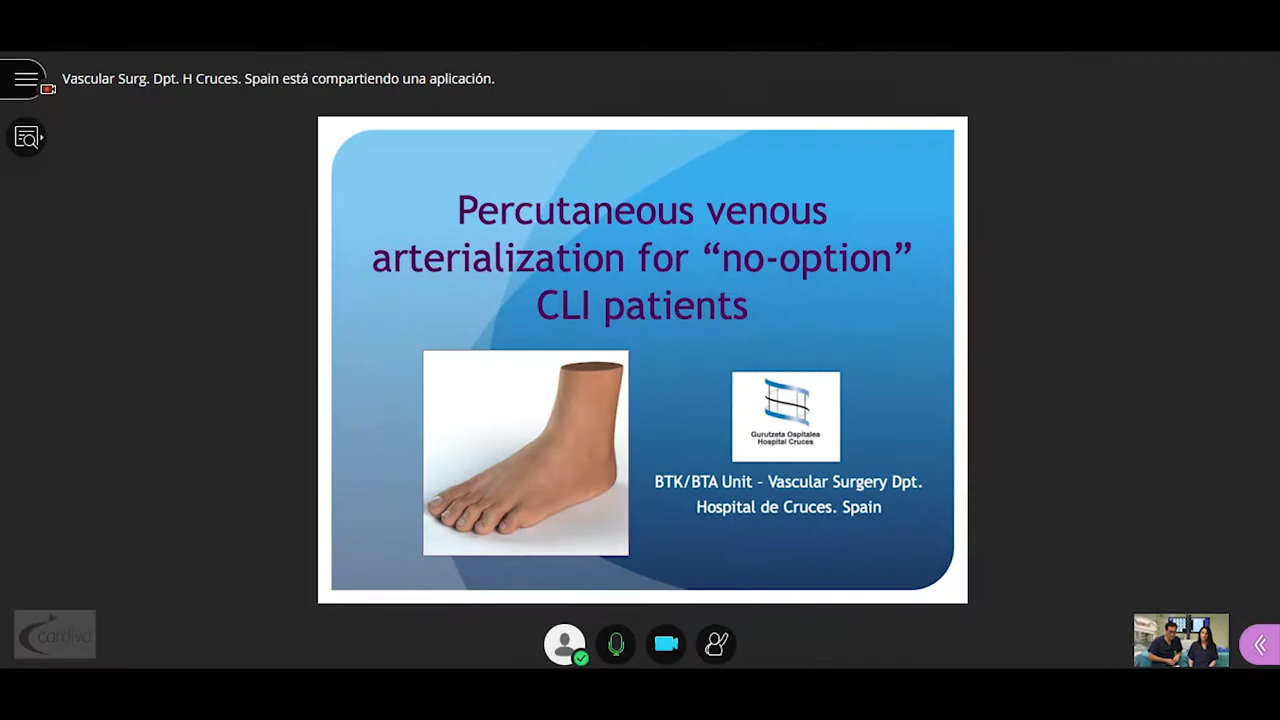 Vascular Surg. Dpt. H Cruces. Spain está compartiendo una aplicación.
Percutaneous venous
arterialization for “no-option”
CLI patients
Gurutzeta Ospitalea
Hospital Cruces
BTK/BTA Unit – Vascular Surgery Dpt.
Hospital de Cruces. Spain
cardiva